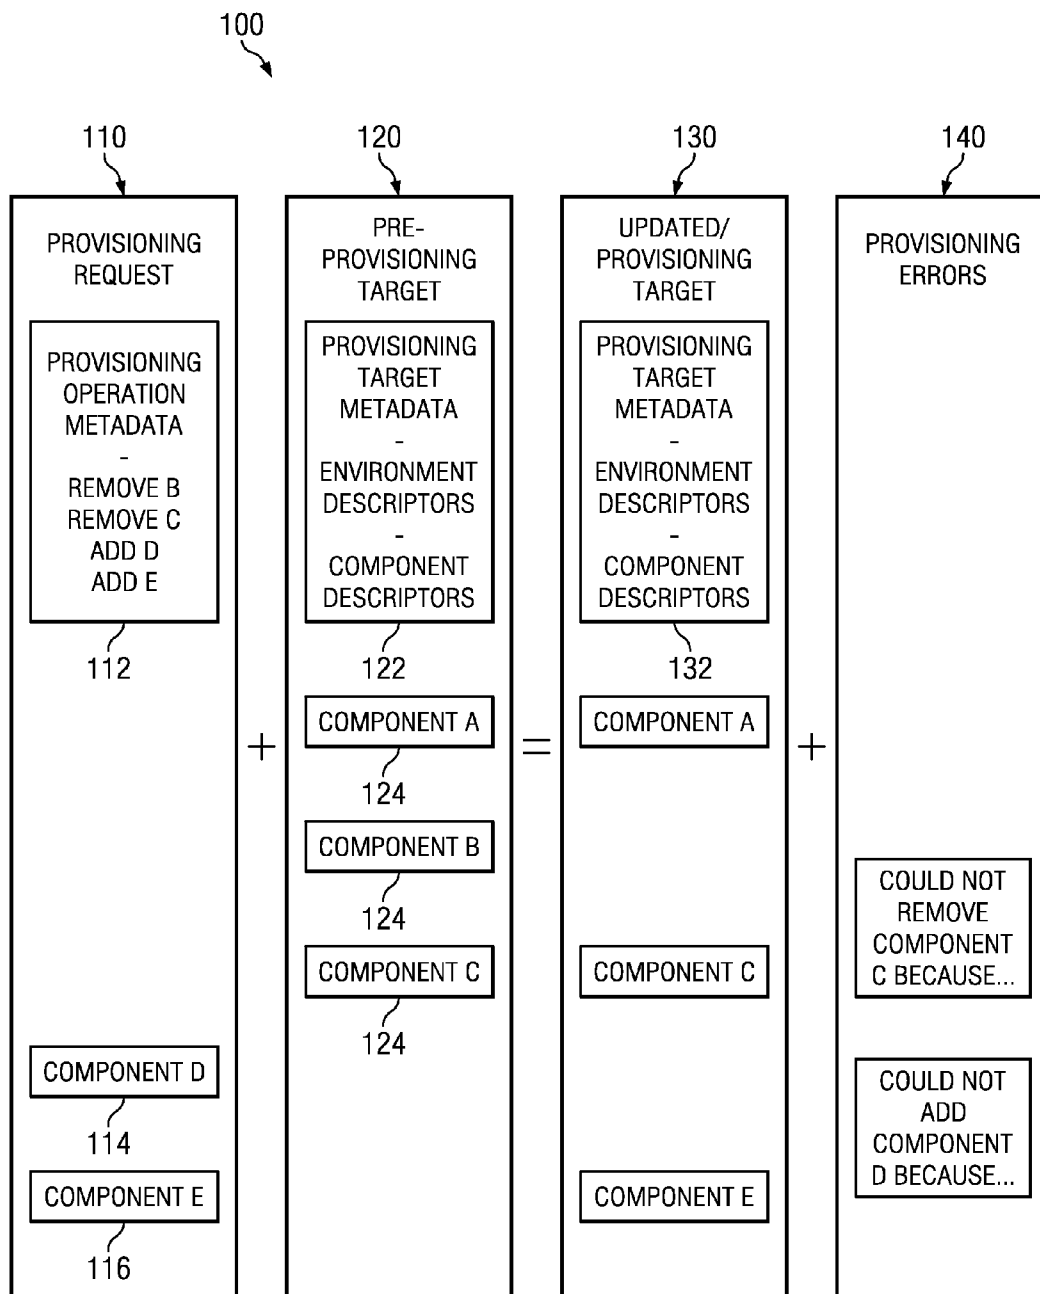 100
110
PROVISIONING
REQUEST
PROVISIONING
OPERATION
METADATA
-
REMOVE B
REMOVE C
ADD D
ADD E
112
COMPONENT D
114
COMPONENT E
116
+
120
PRE-
PROVISIONING
TARGET
PROVISIONING
TARGET
METADATA
-
ENVIRONMENT
DESCRIPTORS
-
COMPONENT
DESCRIPTORS
122
COMPONENT A
124
COMPONENT B
124
COMPONENT C
124
=
130
UPDATED/
PROVISIONING
TARGET
PROVISIONING
TARGET
METADATA
-
ENVIRONMENT
DESCRIPTORS
-
COMPONENT
DESCRIPTORS
132
COMPONENT A
COMPONENT C
COMPONENT E
+
140
PROVISIONING
ERRORS
COULD NOT
REMOVE
COMPONENT
C BECAUSE...
COULD NOT
ADD
COMPONENT
D BECAUSE...